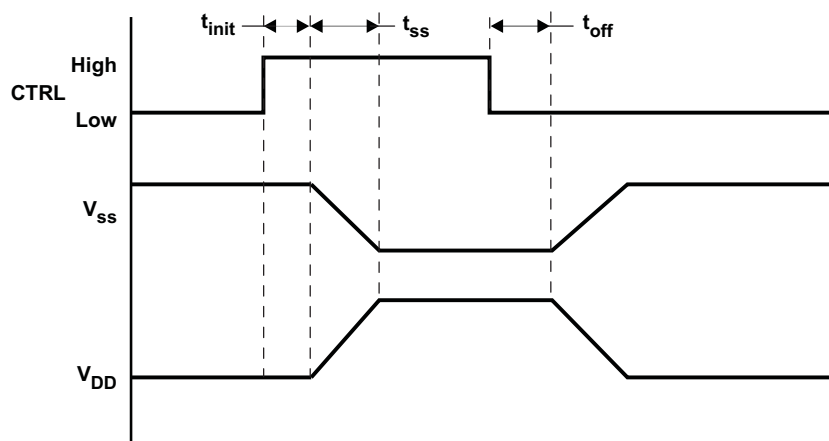 t_init
t_ss
t_off
High
CTRL
Low
V_ss
V_DD